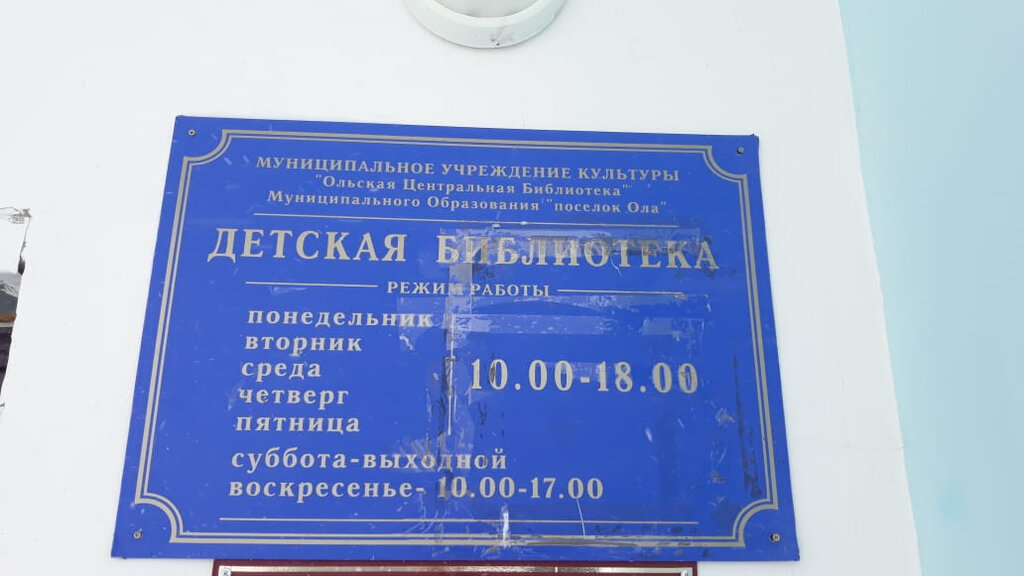 МУНИЦИПАЛЬНОЕ УЧРЕЖДЕНИЕ КУЛЬТУРЫ
"Ольская Центральная Библиотека"
Муниципального Образования "поселок Ола"
ДЕТСКАЯ БИБЛИОТЕКА
РЕЖИМ РАБОТЫ
понедельник
вторник
среда
10.00-18.00
четверг
пятница
суббота-выходной
воскресенье- 10.00-17.00